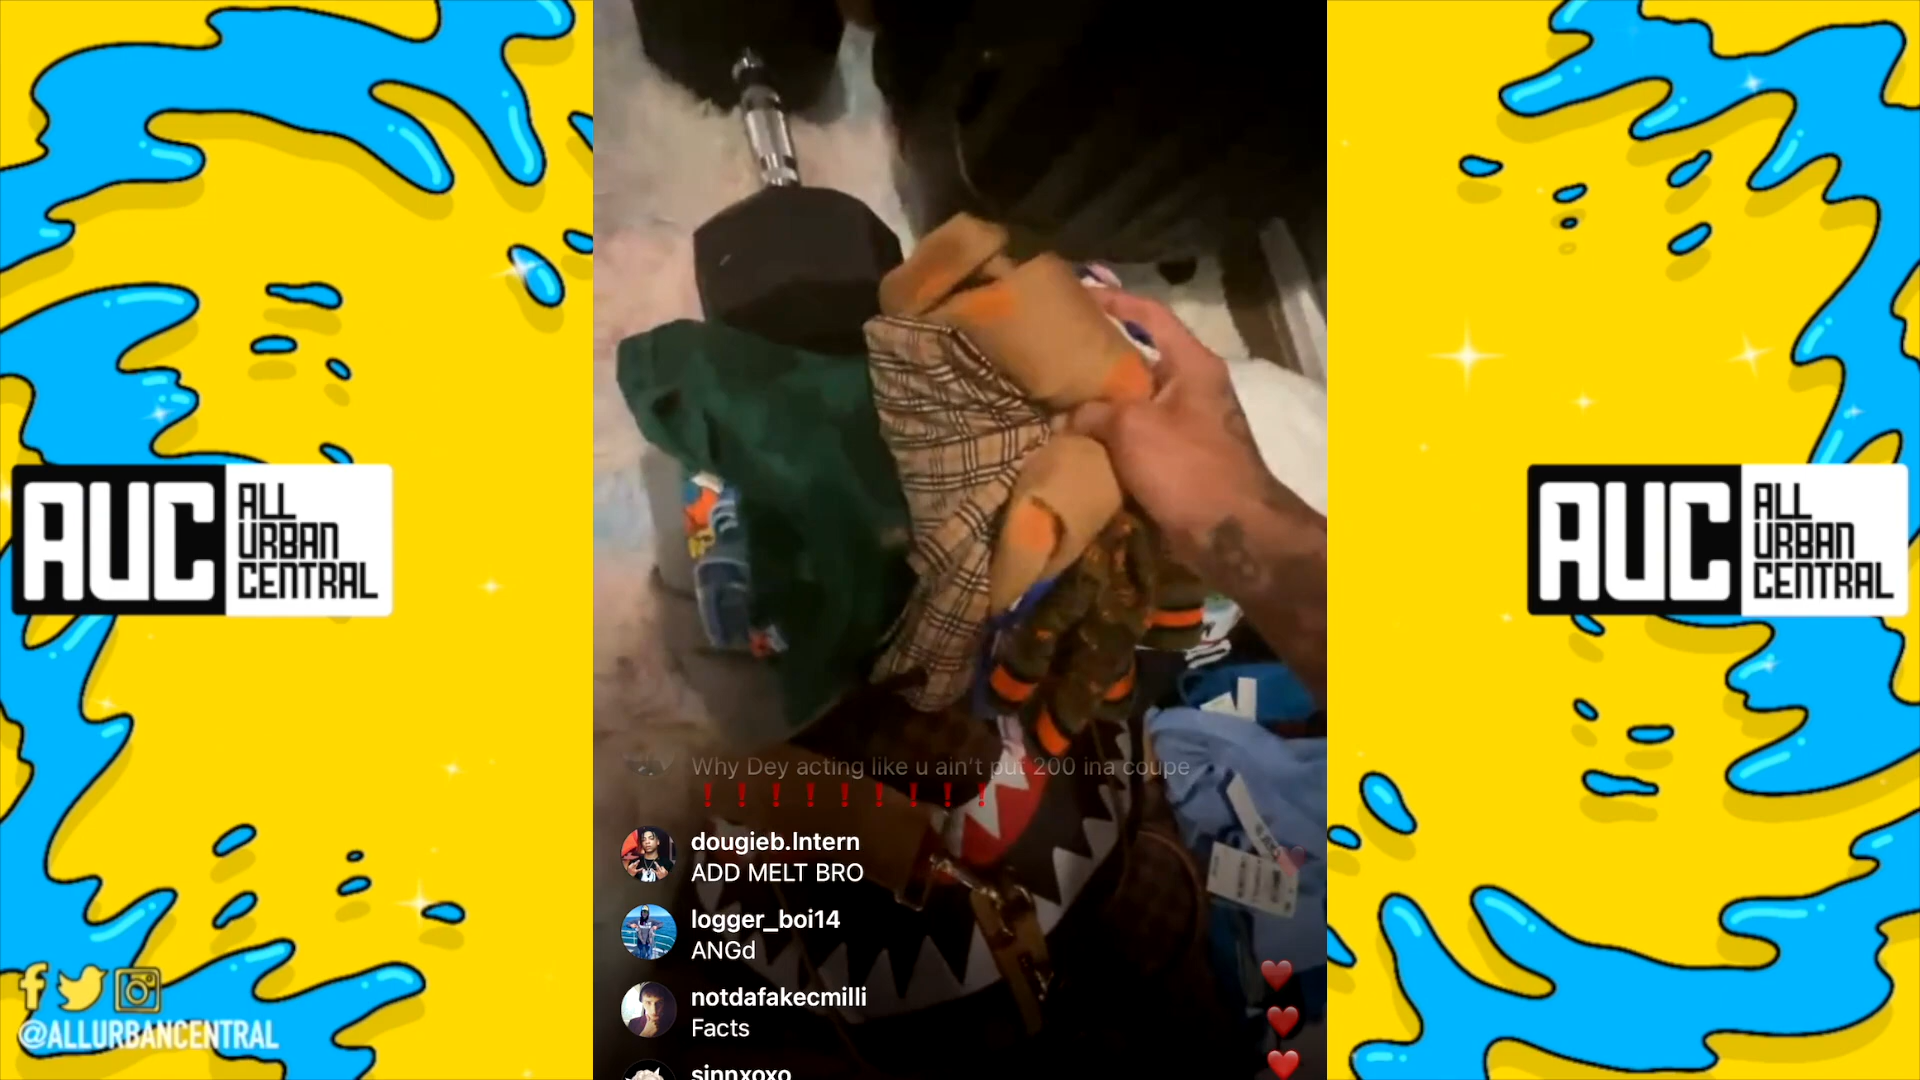 AUC
ALL
URBAN
CENTRAL
@ALLURBANCENTRAL
Why Dey acting like u ain’t put 200 ina coupe
❗❗❗❗❗❗❗❗❗
dougieb.Intern
ADD MELT BRO
logger_boi14
ANGd
notdafakecmilli
Facts
sinnxoxo
AUC
ALL
URBAN
CENTRAL